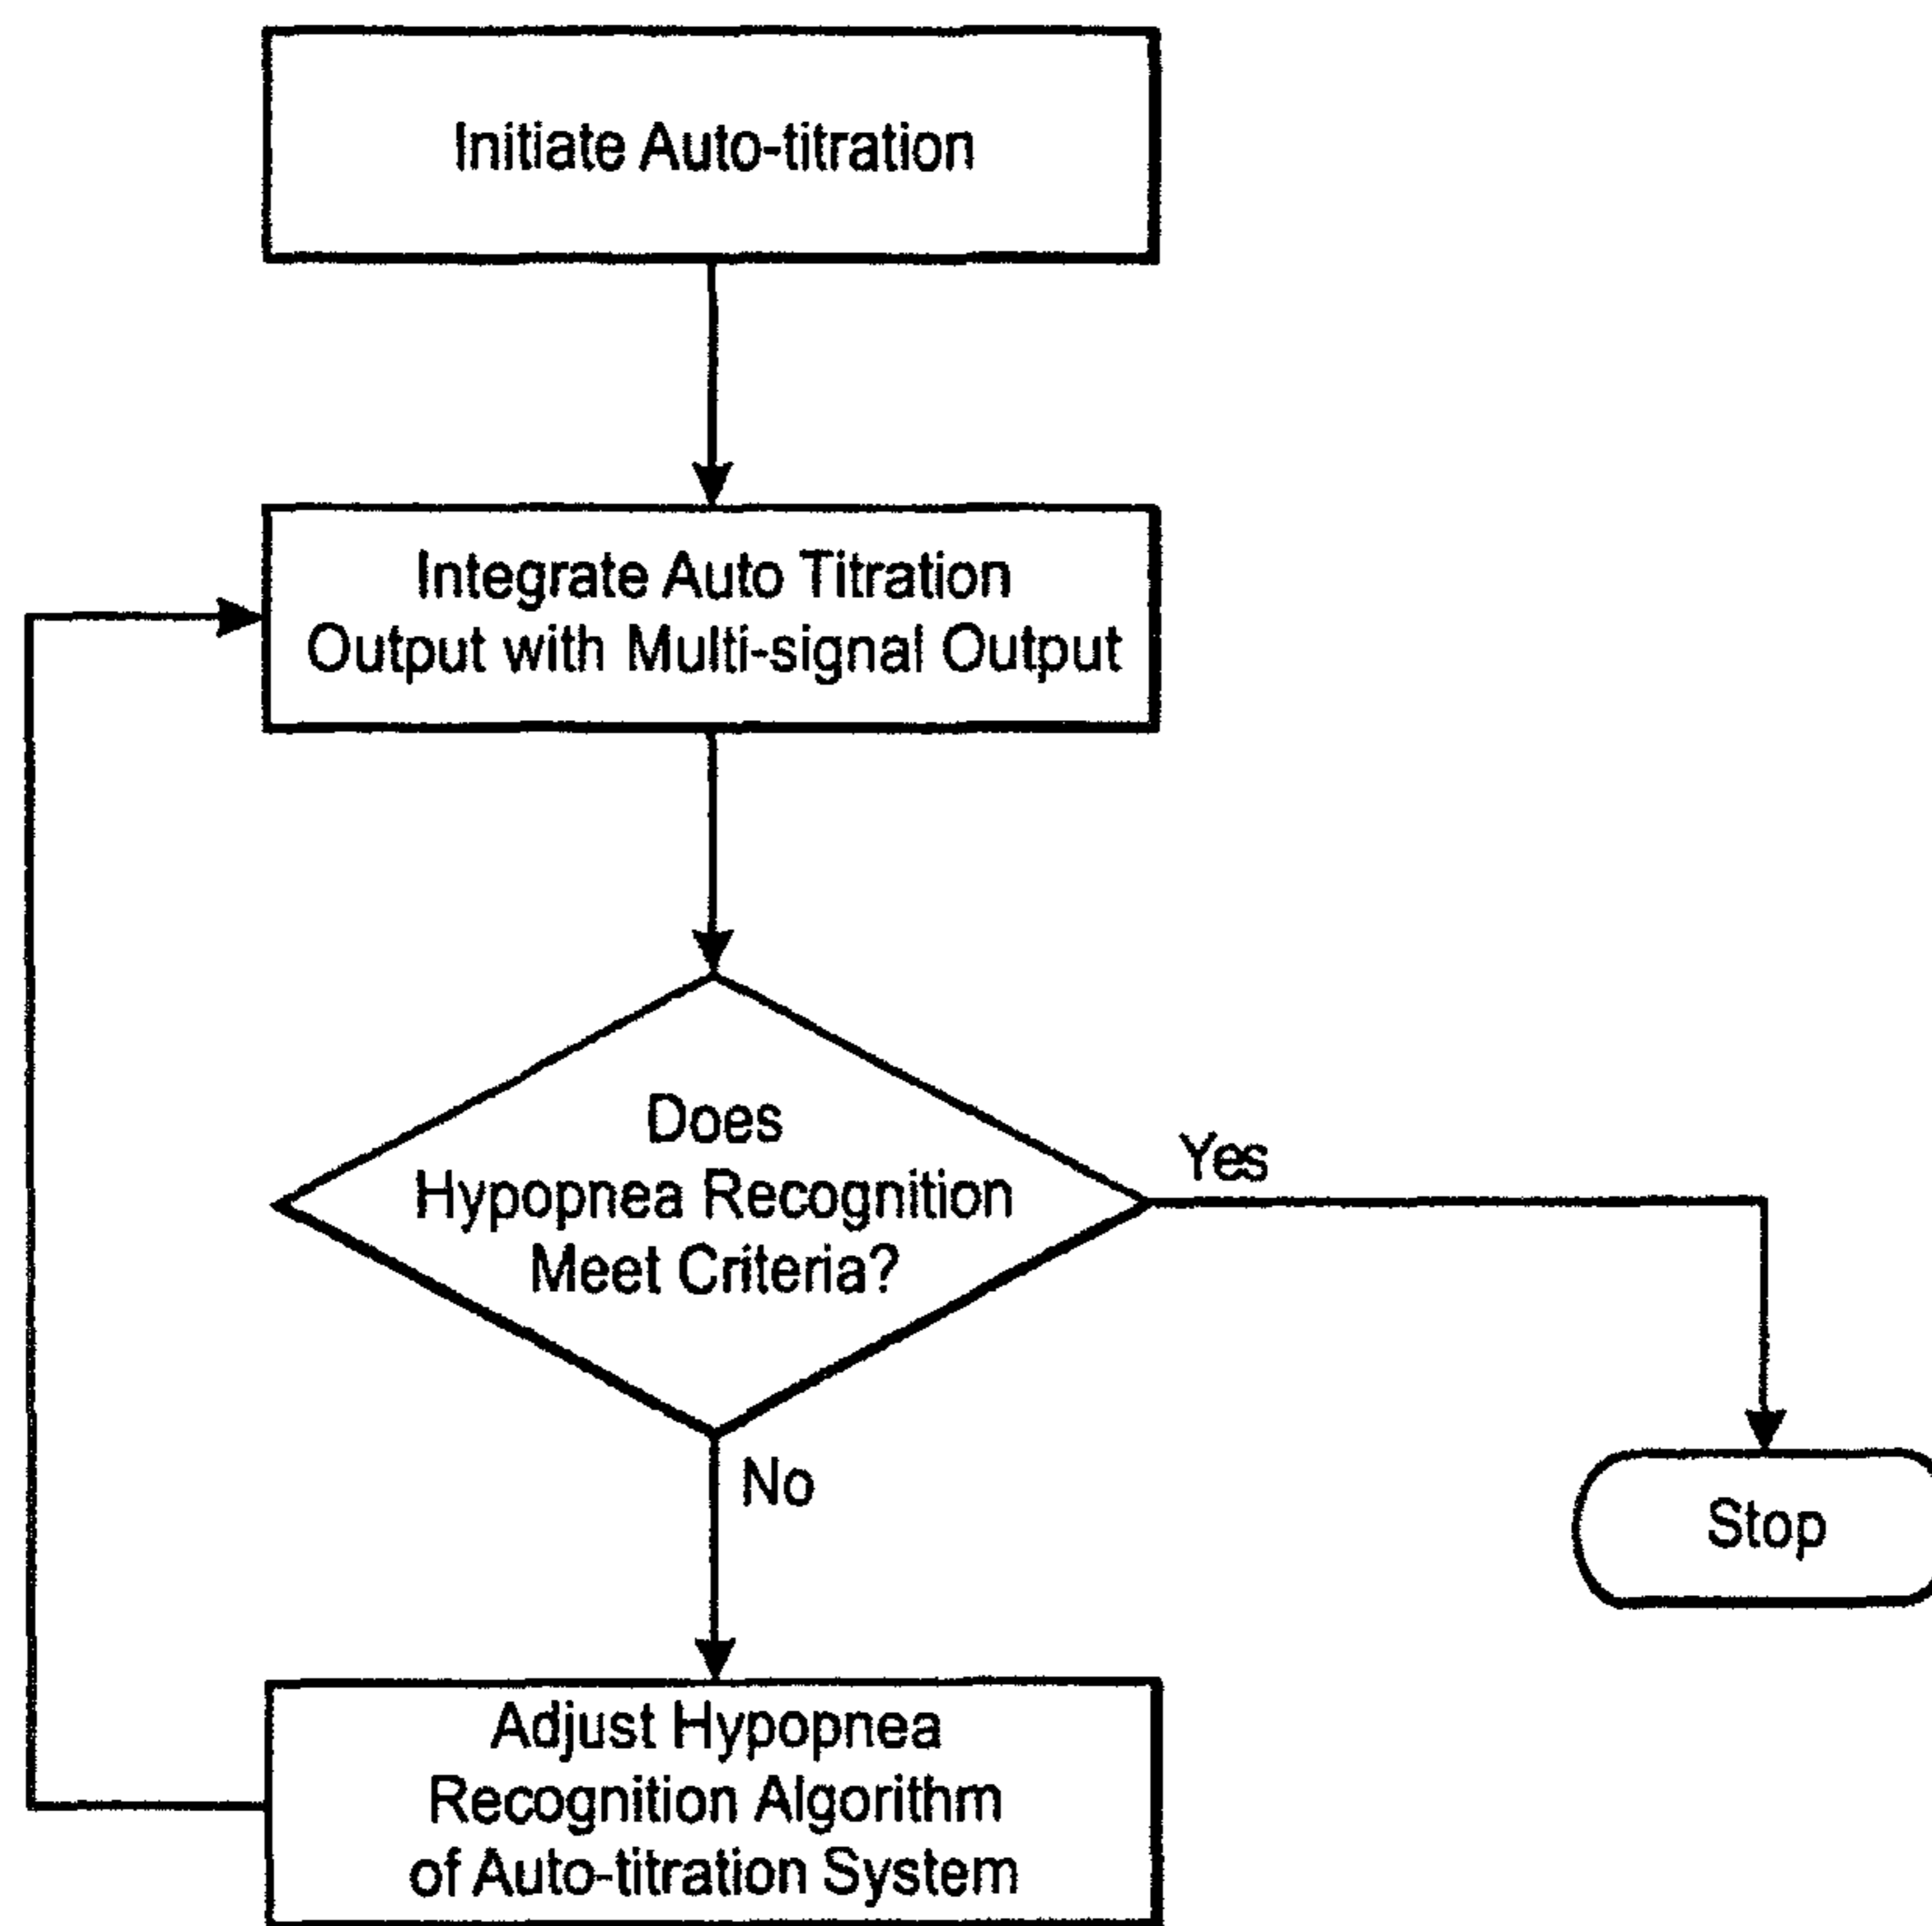 Initiate Auto-titration
Integrate Auto Titration
Output with Multi-signal Output
Does
Hypopnea Recognition
Meet Criteria?
Yes
No
Stop
Adjust Hypopnea
Recognition Algorithm
of Auto-titration System